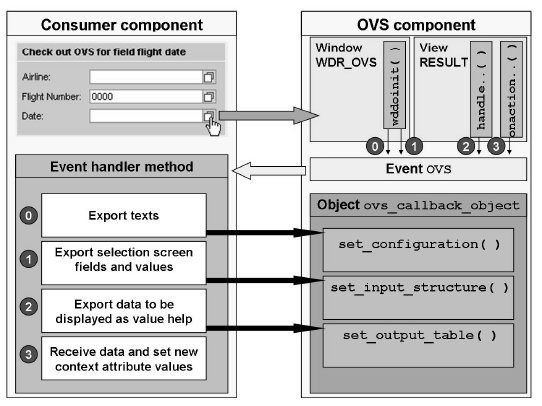 Consumer component
Check out OVS for field flight date
Airline:
Flight Number: 0000
Date:
Event handler method
0 Export texts
1 Export selection screen
fields and values
2 Export data to be
displayed as value help
3 Receive data and set new
context attribute values
OVS component
Window
WDR_OVS
wddoinit( )
View
RESULT
handle..( )
onaction..( )
0 1 2 3
Event ovs
Object ovs_callback_object
set_configuration( )
set_input_structure( )
set_output_table( )